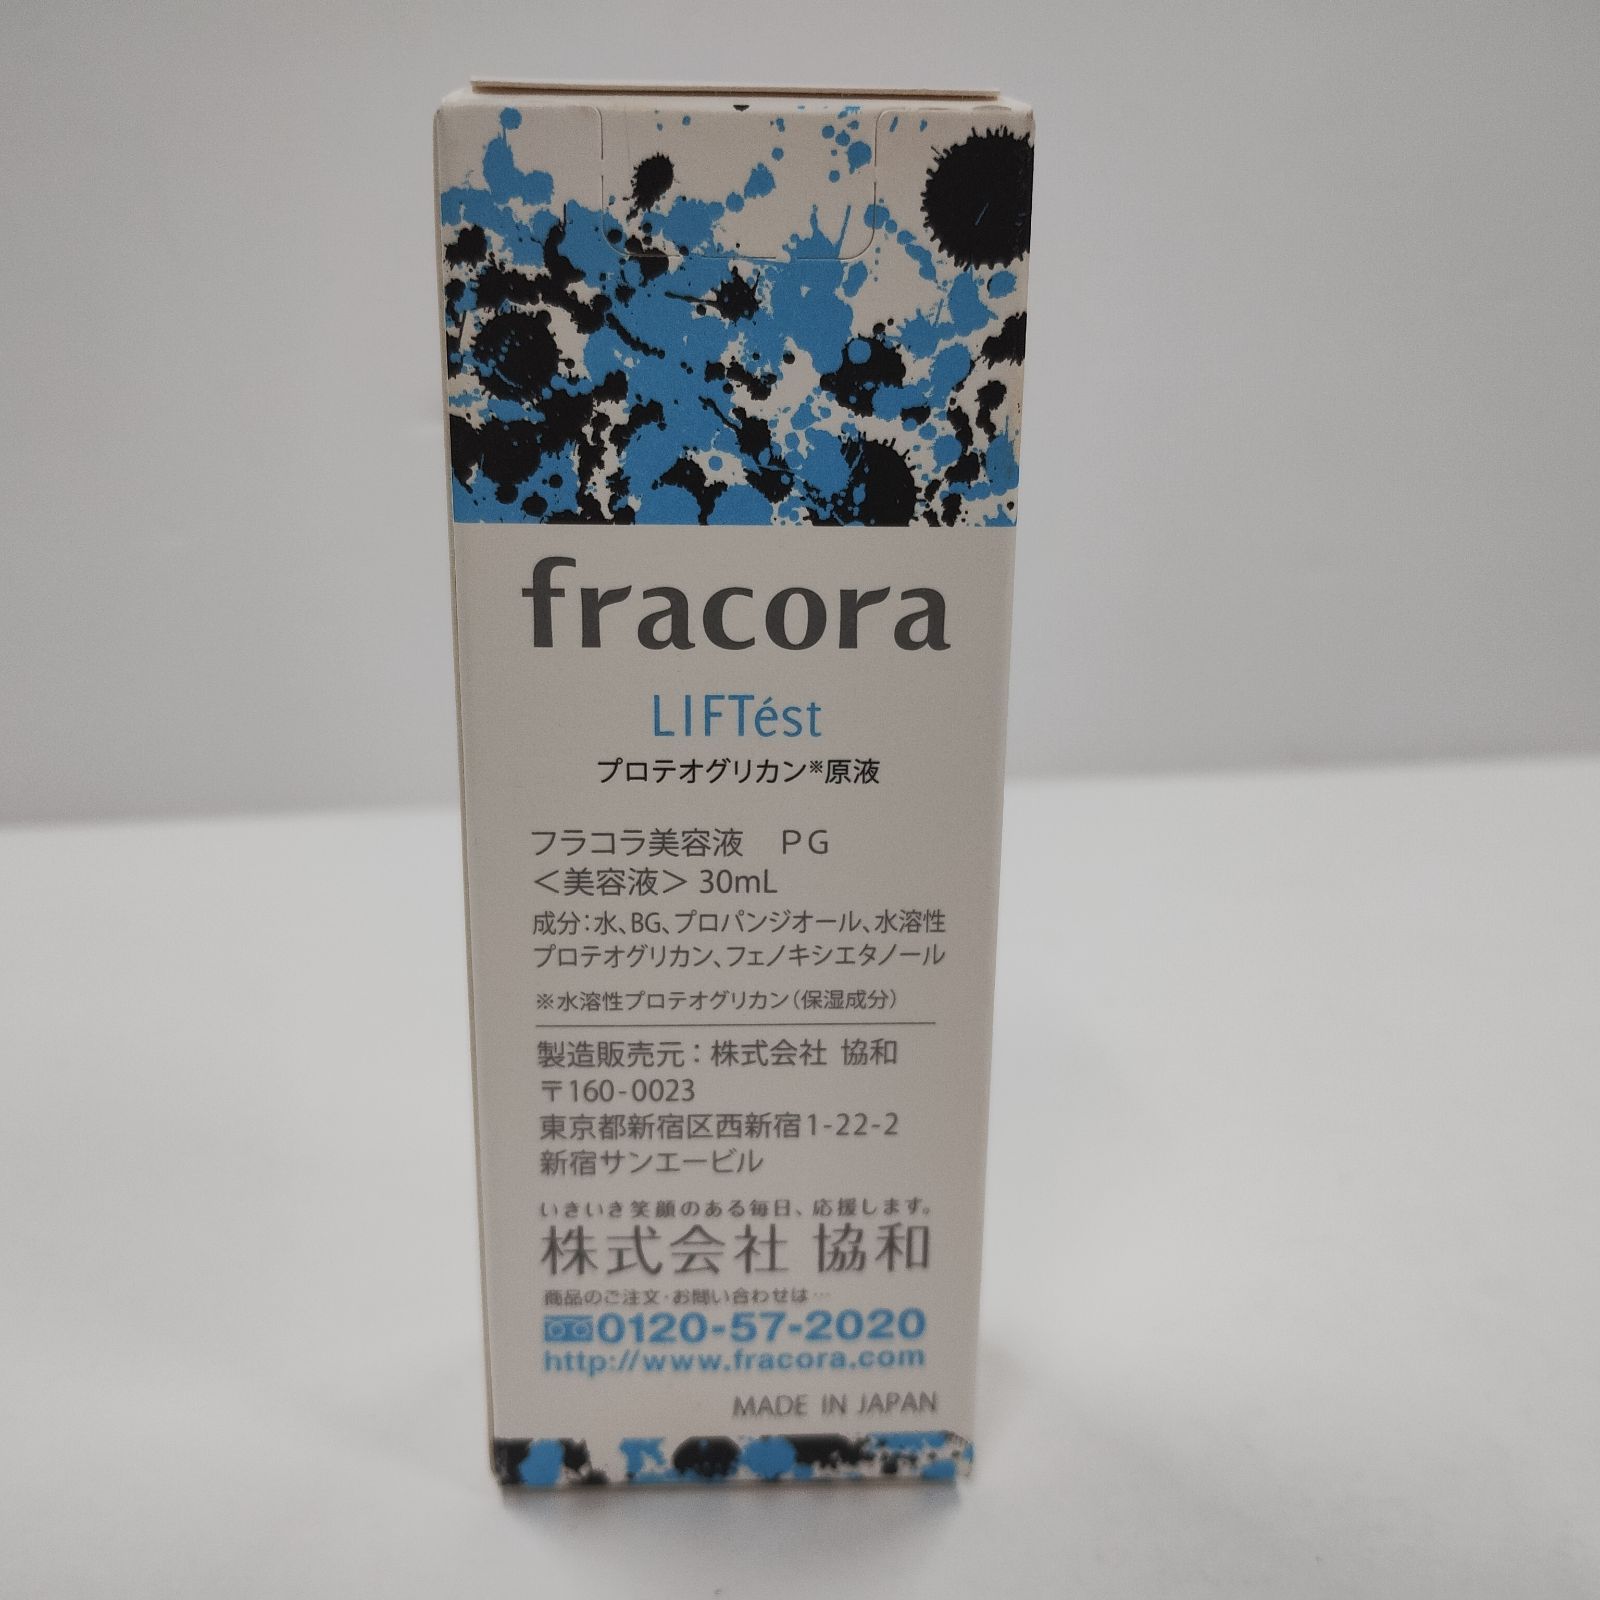 fracora
LIFTést
プロテオグリカン※原液
フラコラ美容液　PG
＜美容液＞30mL
成分：水、BG、プロパンジオール、水溶性
プロテオグリカン、フェノキシエタノール
※水溶性プロテオグリカン（保湿成分）
製造販売元：株式会社 協和
〒160-0023
東京都新宿区西新宿1-22-2
新宿サンエービル
いきいき笑顔のある毎日、応援します。
株式会社 協和
商品のご注文・お問い合わせは…
0120-57-2020
http://www.fracora.com
MADE IN JAPAN